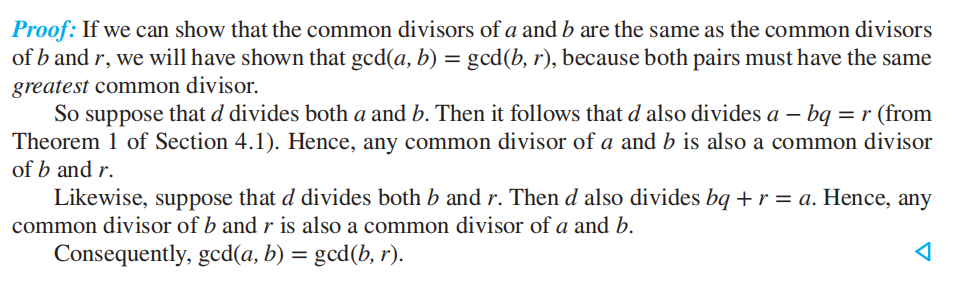 Proof: If we can show that the common divisors of a and b are the same as the common divisors
of b and r, we will have shown that gcd(a, b) = gcd(b, r), because both pairs must have the same
greatest common divisor.
So suppose that d divides both a and b. Then it follows that d also divides a − bq = r (from
Theorem 1 of Section 4.1). Hence, any common divisor of a and b is also a common divisor
of b and r.
Likewise, suppose that d divides both b and r. Then d also divides bq + r = a. Hence, any
common divisor of b and r is also a common divisor of a and b.
Consequently, gcd(a, b) = gcd(b, r).